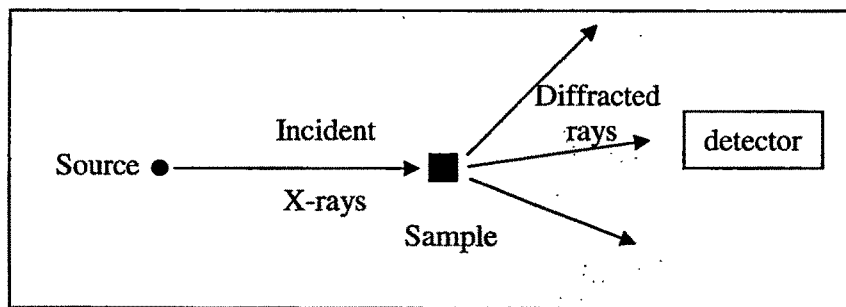 Source
Incident
X-rays
Sample
Diffracted
rays
detector